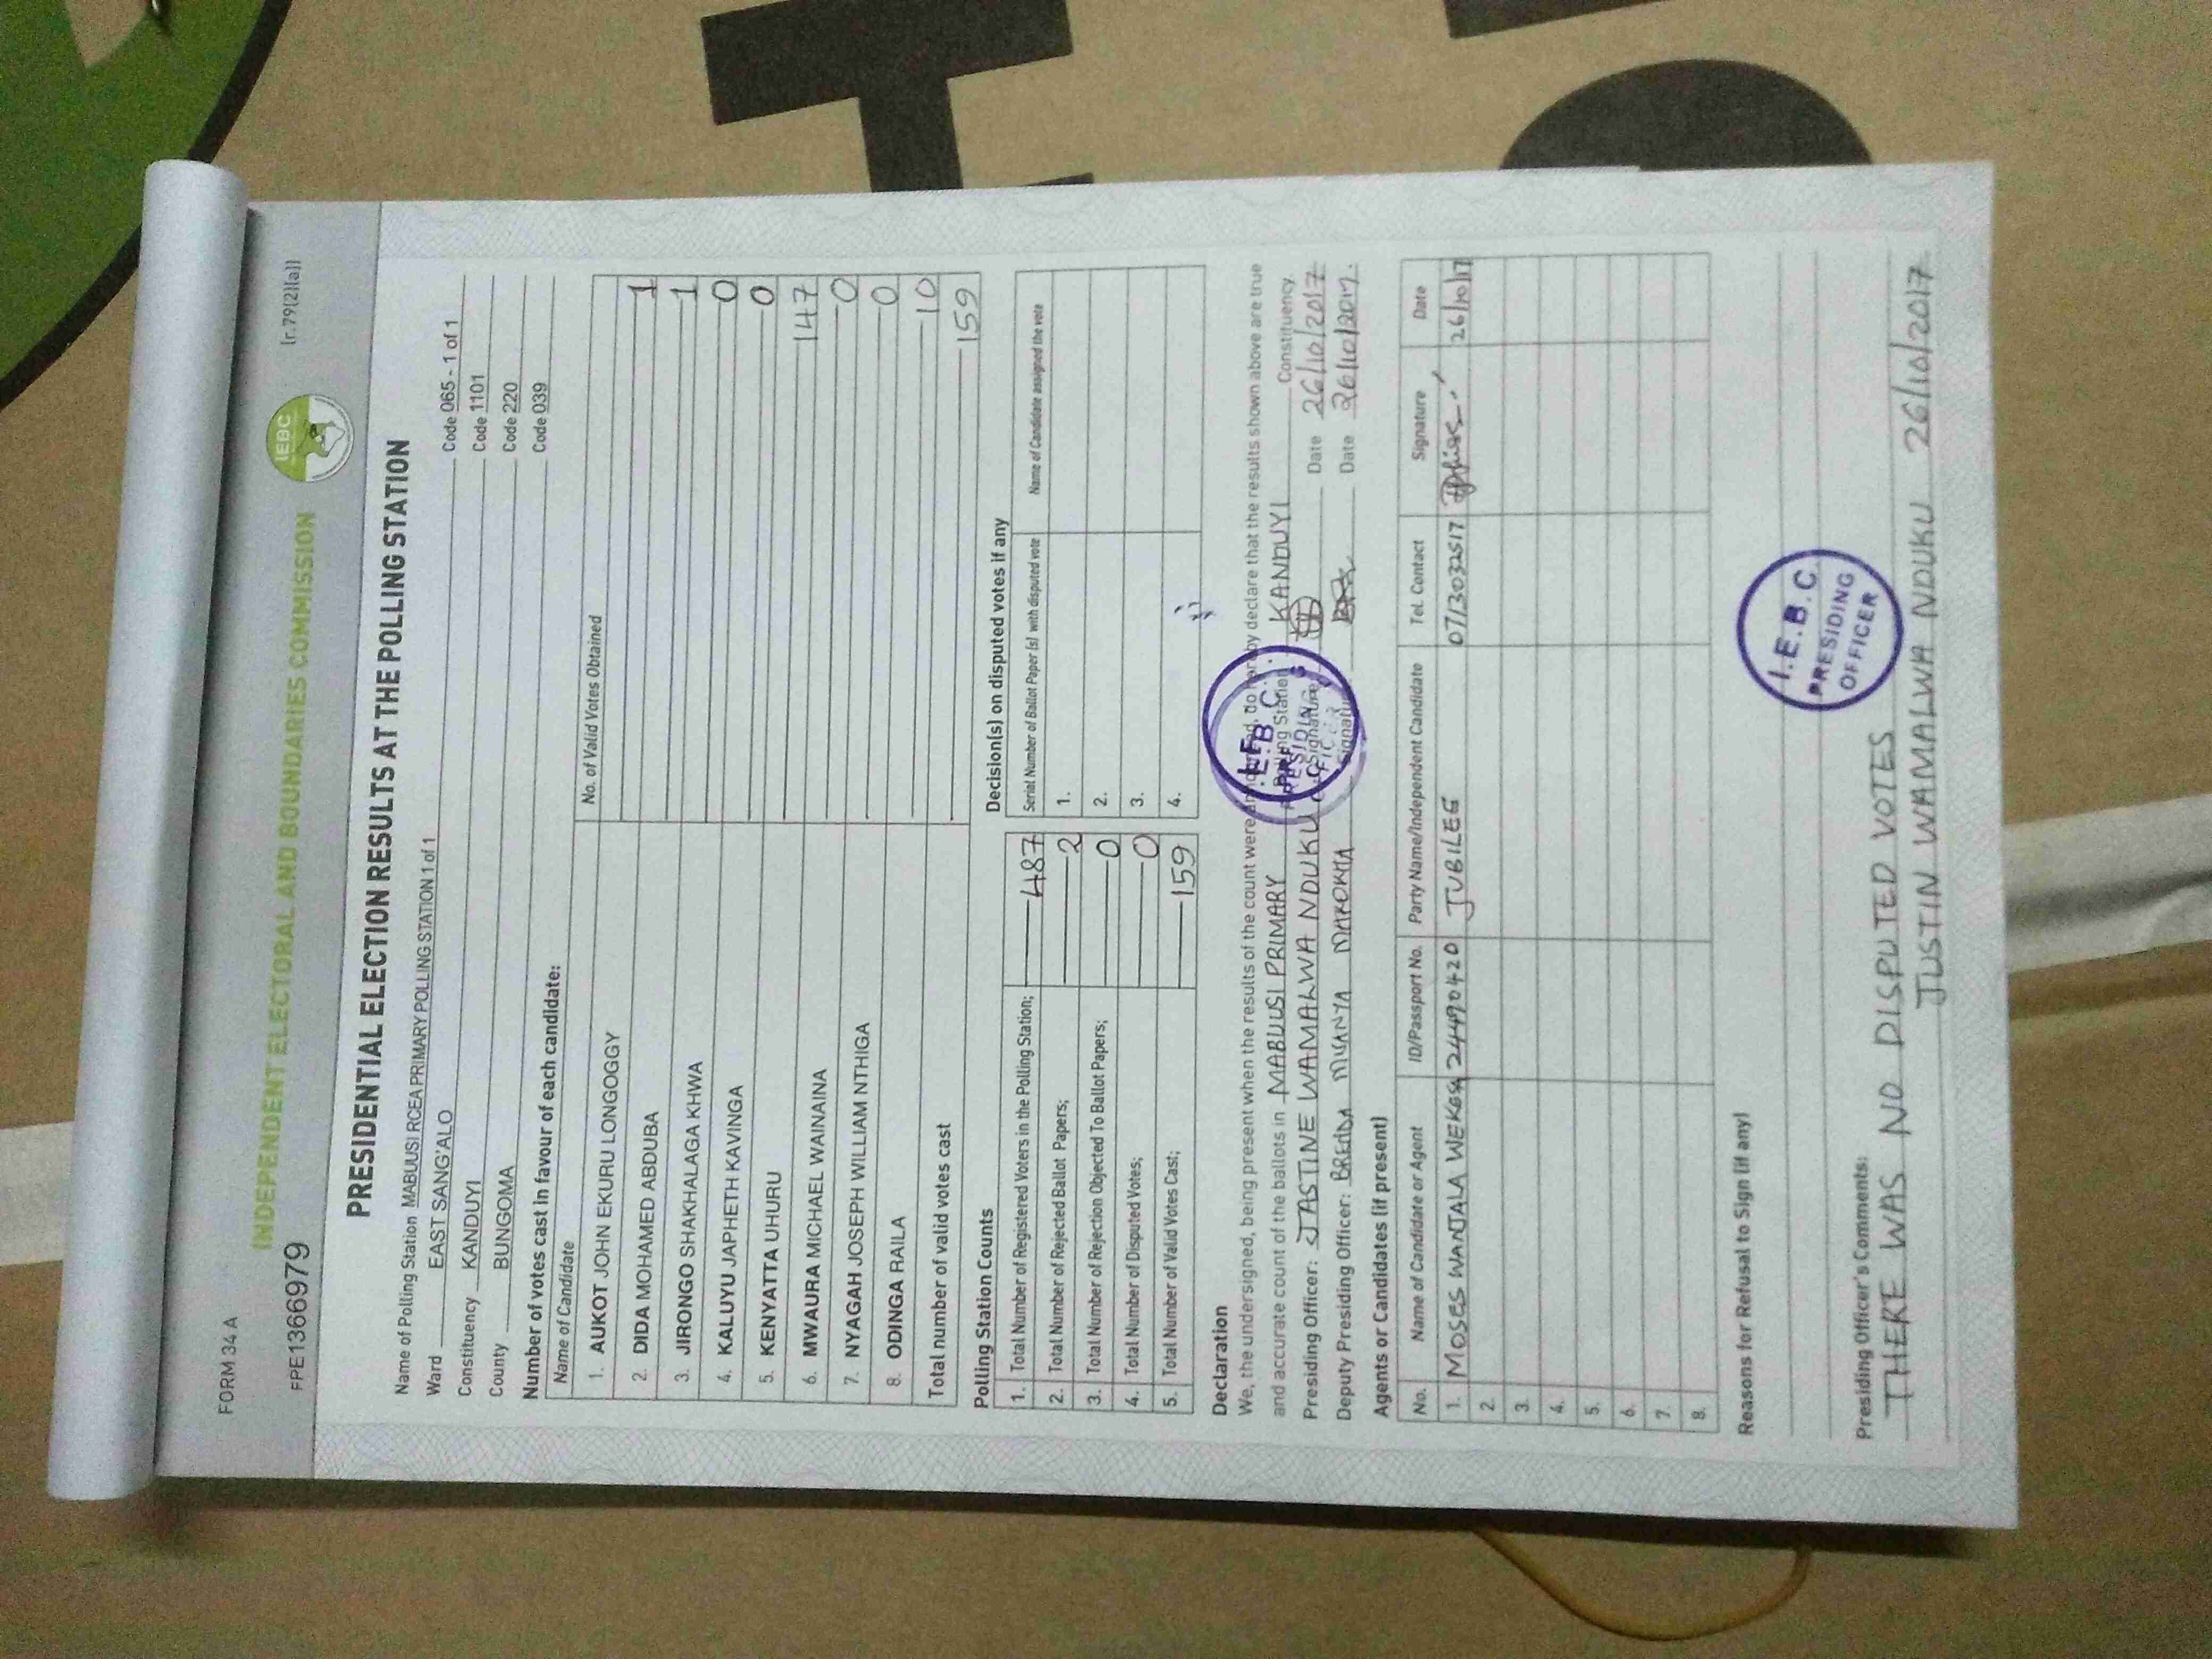 FORM 34 A
[r.79(2)(a)]
INDEPENDENT ELECTORAL AND BOUNDARIES COMMISSION
IEBC
FPE1366979
PRESIDENTIAL ELECTION RESULTS AT THE POLLING STATION
Name of Polling Station MABUUSI RCEA PRIMARY POLLING STATION 1 of 1 Code 065 - 1 of 1
Ward EAST SANG'ALO Code 1101
Constituency KANDUYI Code 220
County BUNGOMA Code 039
Number of votes cast in favour of each candidate:
Name of Candidate No. of Valid Votes Obtained
1. AUKOT JOHN EKURU LONGOGGY 1
2. DIDA MOHAMED ABDUBA 1
3. JIRONGO SHAKHALAGA KHWA 0
4. KALUYU JAPHETH KAVINGA 0
5. KENYATTA UHURU 147
6. MWAURA MICHAEL WAINAINA 0
7. NYAGAH JOSEPH WILLIAM NTHIGA 0
8. ODINGA RAILA 10
Total number of valid votes cast 159
Polling Station Counts
1. Total Number of Registered Voters in the Polling Station; 487
2. Total Number of Rejected Ballot Papers; 2
3. Total Number of Rejection Objected To Ballot Papers; 0
4. Total Number of Disputed Votes; 0
5. Total Number of Valid Votes Cast; 159
Decision(s) on disputed votes if any
Serial Number of Ballot Paper (s) with disputed vote Name of Candidate assigned the vote
1.
2.
3.
4.
Declaration
We, the undersigned, being present when the results of the count were announced, do hereby declare that the results shown above are true
and accurate count of the ballots in MABUUSI PRIMARY Polling Station, KANDUYI Constituency.
Presiding Officer: JASTINE WAMALWA NDUKU Signature Date 26/10/2017
Deputy Presiding Officer: BRENDA MUANYA MAKOKHA Signature Date 26/10/2017.
I.E.B.C. PRESIDING OFFICER
Agents or Candidates (if present)
No. Name of Candidate or Agent ID/Passport No. Party Name/Independent Candidate Tel. Contact Signature Date
1. MOSES WANJALA WEKESA 24490420 JUBILEE 0713032517 26/10/17
2.
3.
4.
5.
6.
7.
8.
Reasons for Refusal to Sign (if any)
I.E.B.C.
PRESIDING
OFFICER
Presiding Officer's Comments:
THERE WAS NO DISPUTED VOTES
JUSTIN WAMALWA NDUKU 26/10/2017